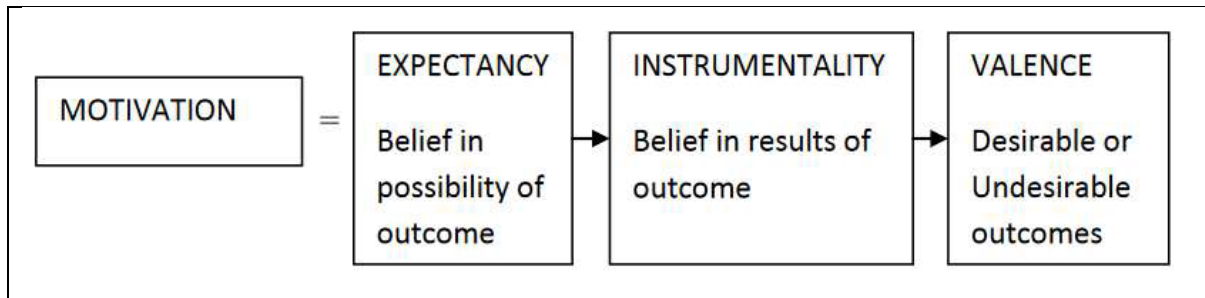 MOTIVATION
=
EXPECTANCY
Belief in
possibility of
outcome
INSTRUMENTALITY
Belief in results of
outcome
VALENCE
Desirable or
Undesirable
outcomes